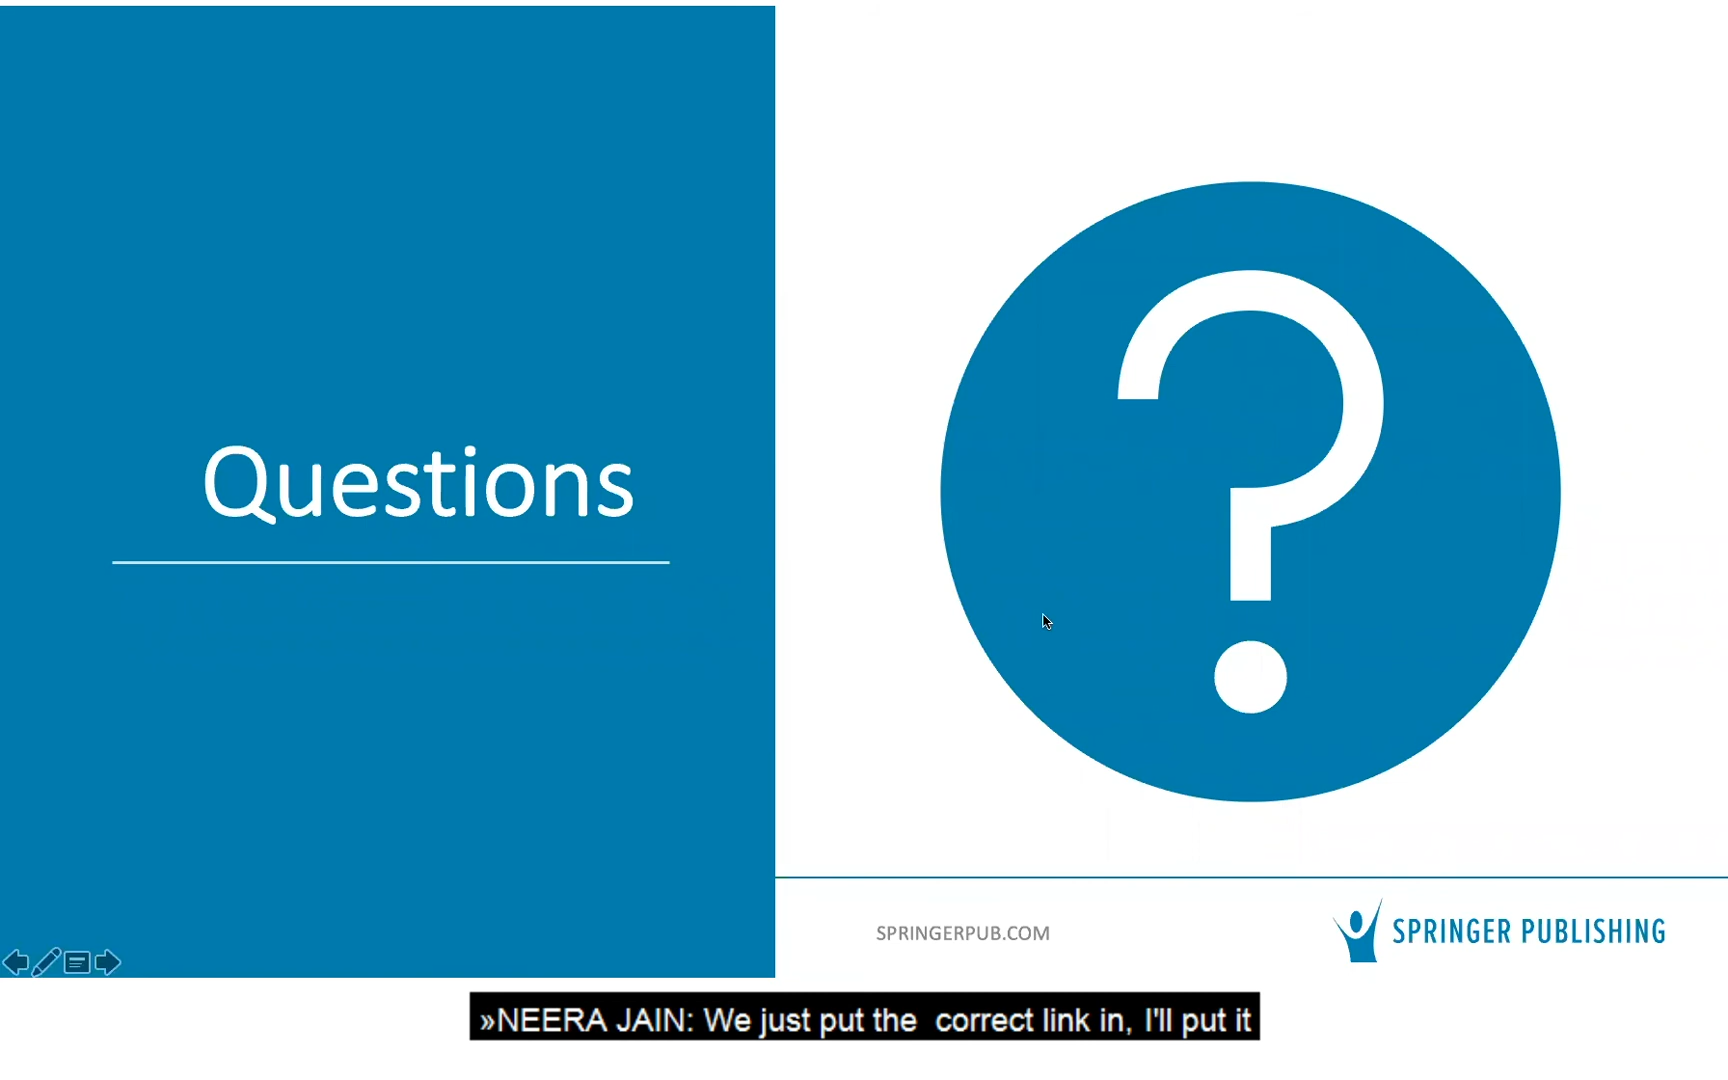 Questions
?
SPRINGERPUB.COM
SPRINGER PUBLISHING
»NEERA JAIN: We just put the  correct link in, I'll put it